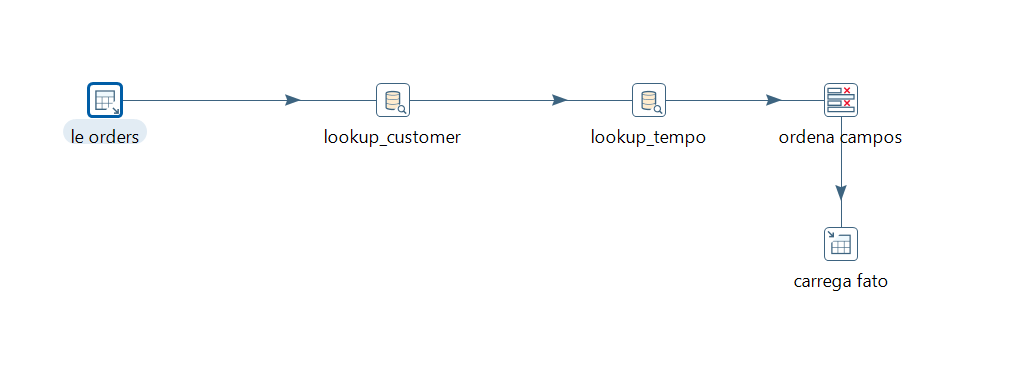 le orders
lookup_customer
lookup_tempo
ordena campos
carrega fato